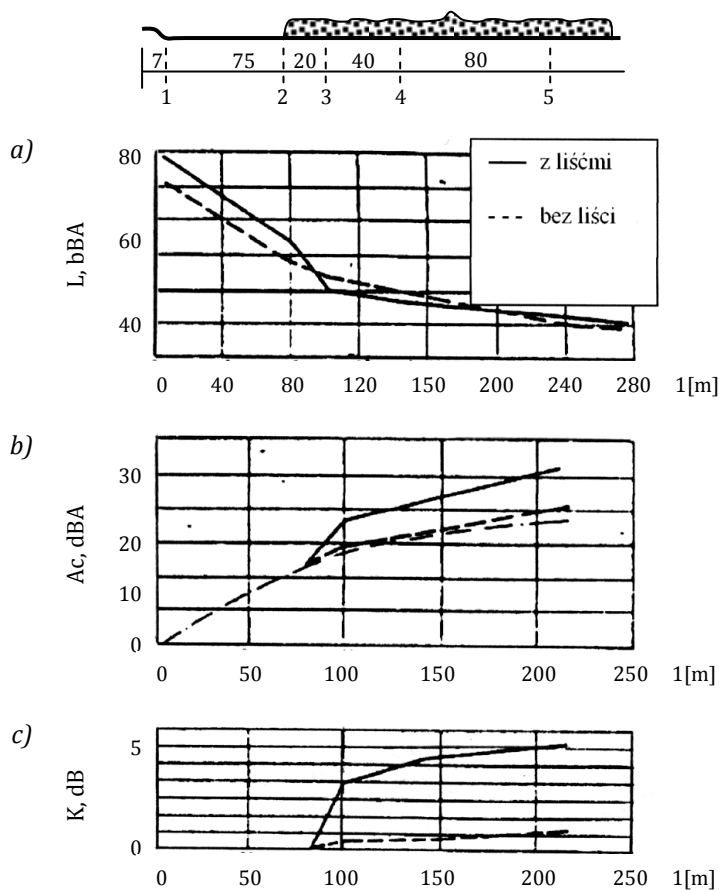 7 75 20 40 80
1 2 3 4 5
a)
80
60
40
L, bBA
z liśćmi
bez liści
0 40 80 120 160 200 240 280 1[m]
b)
30
20
10
0
Ac, dBA
0 50 100 150 200 250 1[m]
c)
5
0
K, dB
0 50 100 150 200 250 1[m]